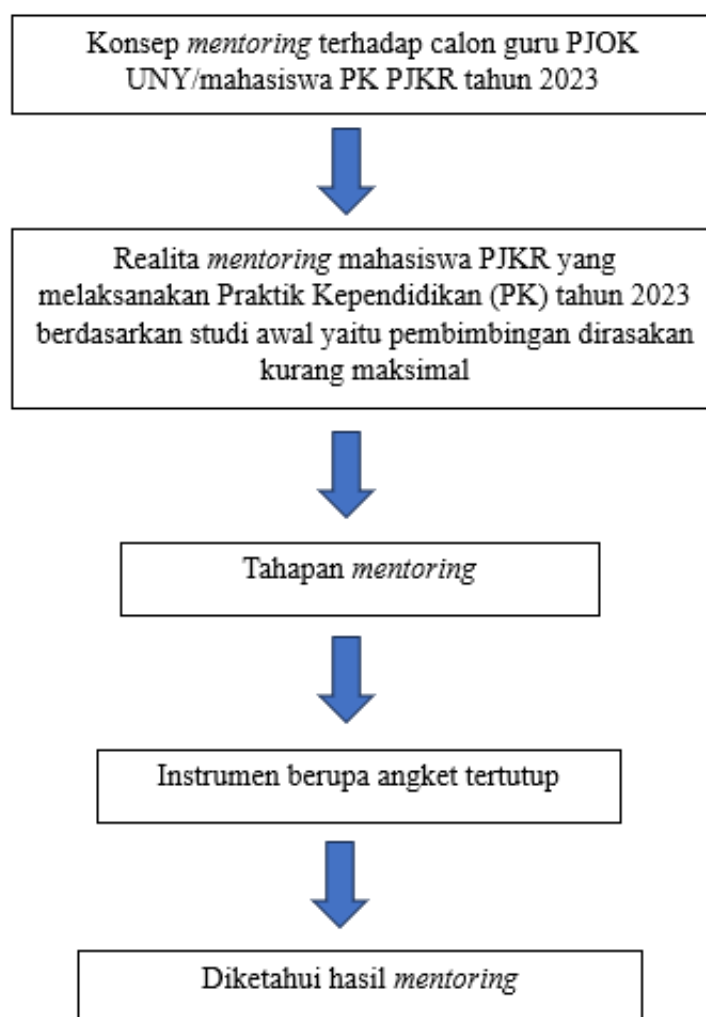 Konsep mentoring terhadap calon guru PJOK
UNY/mahasiswa PK PJKR tahun 2023
Realita mentoring mahasiswa PJKR yang
melaksanakan Praktik Kependidikan (PK) tahun 2023
berdasarkan studi awal yaitu pembimbingan dirasakan
kurang maksimal
Tahapan mentoring
Instrumen berupa angket tertutup
Diketahui hasil mentoring